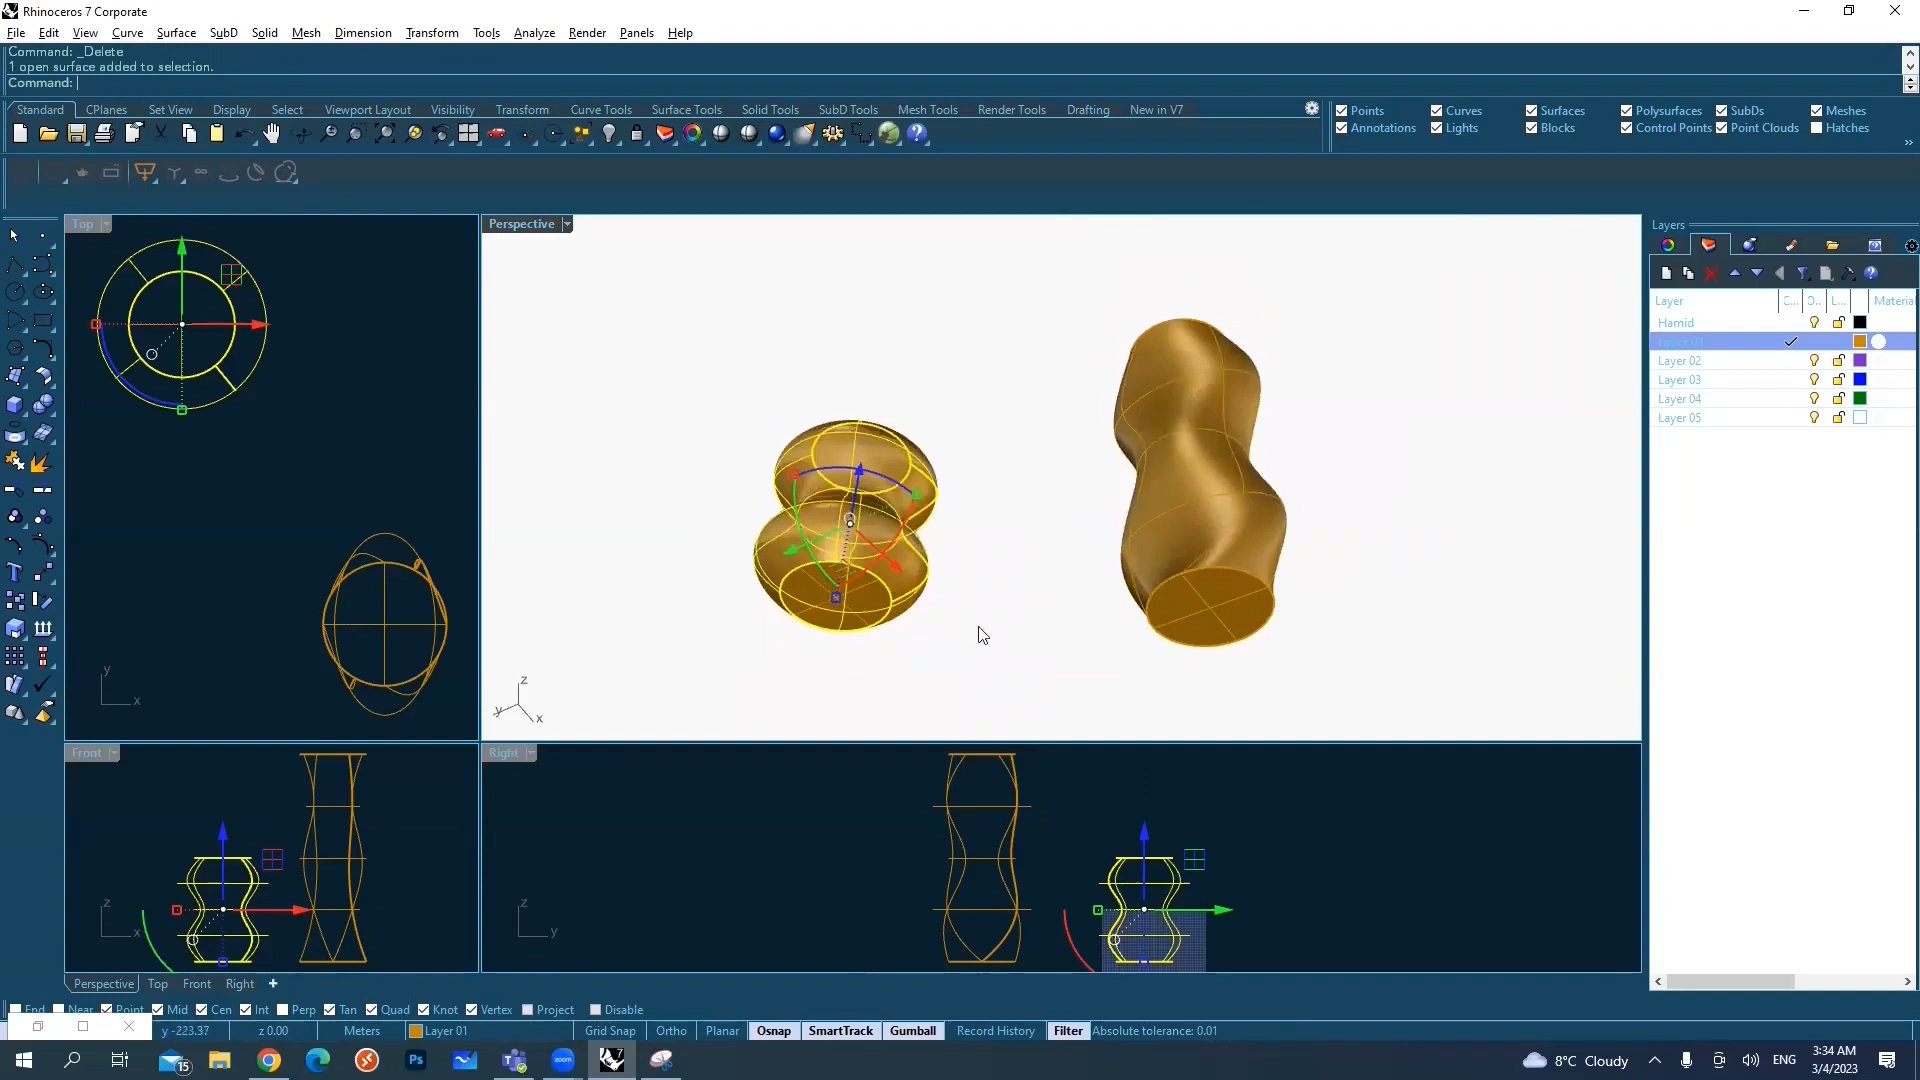 Rhinoceros 7 Corporate
File Edit View Curve Surface SubD Solid Mesh Dimension Transform Tools Analyze Render Panels Help
Command: _Delete
1 open surface added to selection.
Command:
Standard CPlanes Set View Display Select Viewport Layout Visibility Transform Curve Tools Surface Tools Solid Tools SubD Tools Mesh Tools Render Tools Drafting New in V7
Points Curves Surfaces Polysurfaces SubDs Meshes
Annotations Lights Blocks Control Points Point Clouds Hatches
Top
Perspective
Layers
Layer C... O.. L... Material
Hamid
Layer 01
Layer 02
Layer 03
Layer 04
Layer 05
y
x
z
y
x
Front
Right
z
x
z
y
Perspective Top Front Right
End Near Point Mid Cen Int Perp Tan Quad Knot Vertex Project Disable
y -223.37 z 0.00 Meters Layer 01 Grid Snap Ortho Planar Osnap SmartTrack Gumball Record History Filter Absolute tolerance: 0.01
15 Ps zoom 7 8°C Cloudy ENG 3:34 AM
3/4/2023